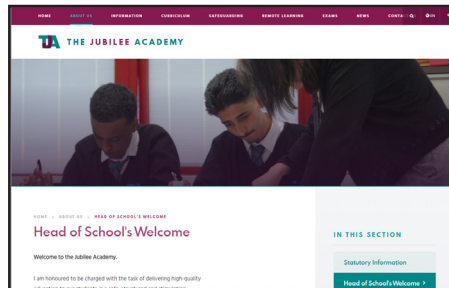 HOME ABOUT US INFORMATION CURRICULUM SAFEGUARDING REMOTE LEARNING EXAMS NEWS EN
TJA THE JUBILEE ACADEMY
HOME > ABOUT US > HEAD OF SCHOOL'S WELCOME
Head of School's Welcome
Welcome to the Jubilee Academy.
I am honoured to be charged with the task of delivering high-quality
IN THIS SECTION
Statutory Information
Head of School's Welcome >